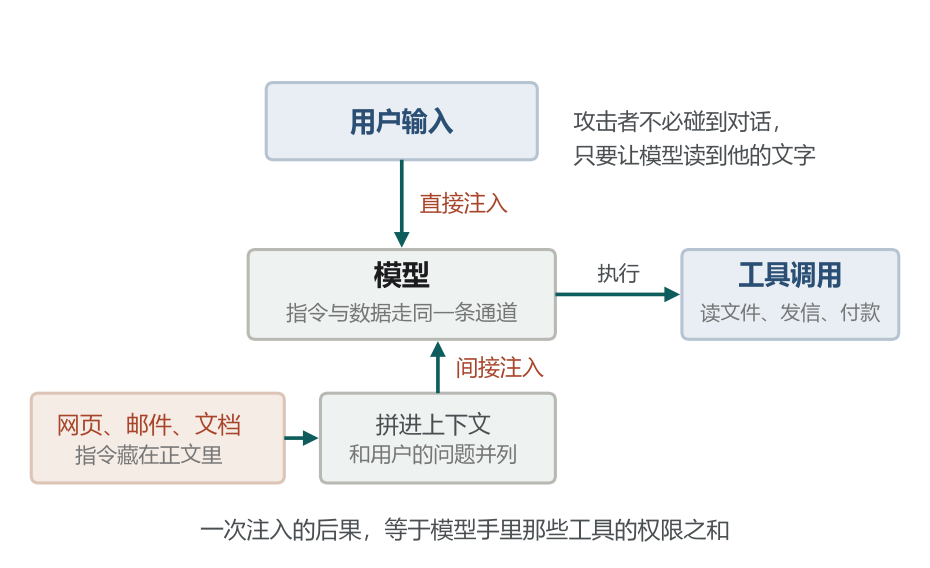 用户输入
攻击者不必碰到对话，
只要让模型读到他的文字
直接注入
模型
指令与数据走同一条通道
执行
工具调用
读文件、发信、付款
间接注入
网页、邮件、文档
指令藏在正文里
拼进上下文
和用户的问题并列
一次注入的后果，等于模型手里那些工具的权限之和